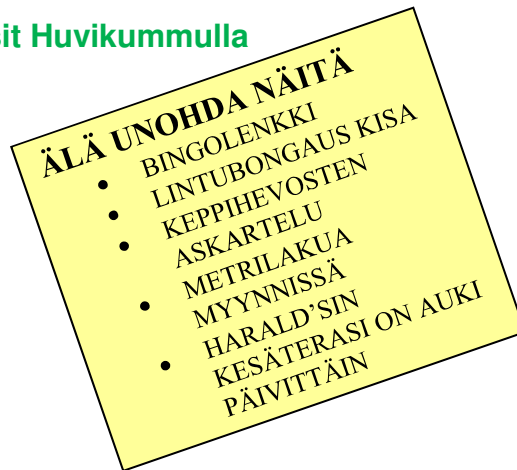 sit Huvikummulla
ÄLÄ UNOHDA NÄITÄ
• BINGOLENKKI
• LINTUBONGAUS KISA
• KEPPIHEVOSTEN
ASKARTELU
• METRILAKUA
MYYNNISSÄ
• HARALD’SIN
KESÄTERASI ON AUKI
PÄIVITTÄIN